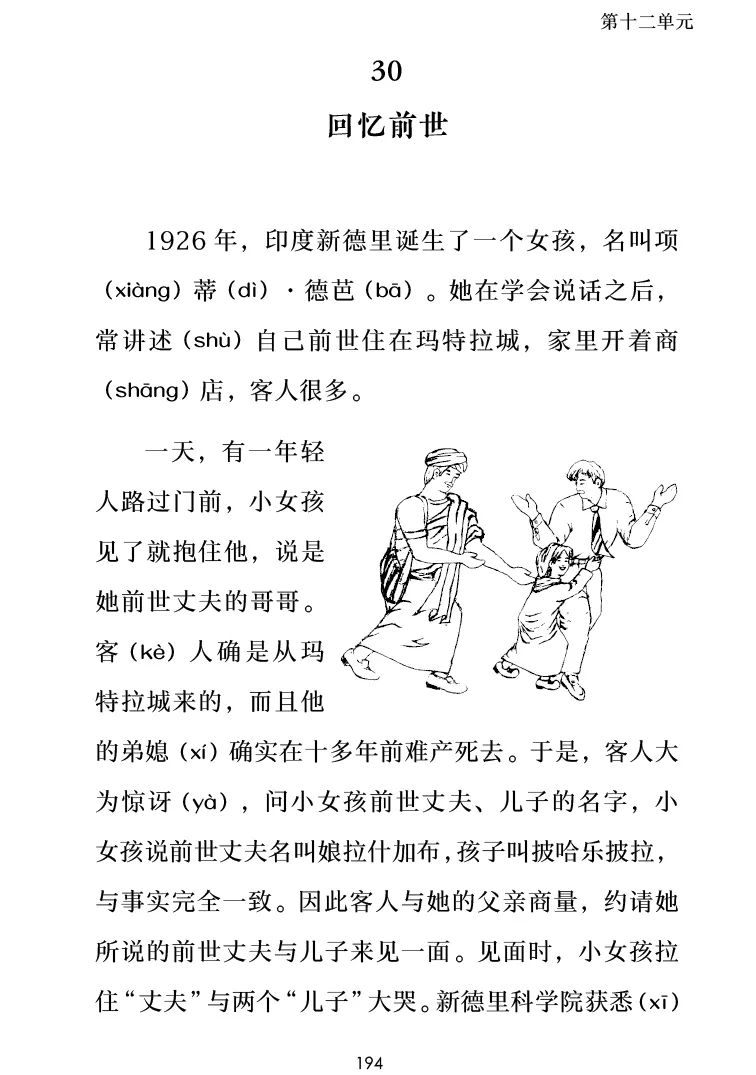 第十二单元
30
回忆前世
1926 年，印度新德里诞生了一个女孩，名叫项
（xiàng）蒂（dì）·德芭（bā）。她在学会说话之后，
常讲述（shù）自己前世住在玛特拉城，家里开着商
（shāng）店，客人很多。
一天，有一年轻
人路过门前，小女孩
见了就抱住他，说是
她前世丈夫的哥哥。
客（kè）人确是从玛
特拉城来的，而且他
的弟媳（xí）确实在十多年前难产死去。于是，客人大
为惊讶（yà），问小女孩前世丈夫、儿子的名字，小
女孩说前世丈夫名叫娘拉什加布，孩子叫披哈乐披拉，
与事实完全一致。因此客人与她的父亲商量，约请她
所说的前世丈夫与儿子来见一面。见面时，小女孩拉
住“丈夫”与两个“儿子”大哭。新德里科学院获悉（xī）
194